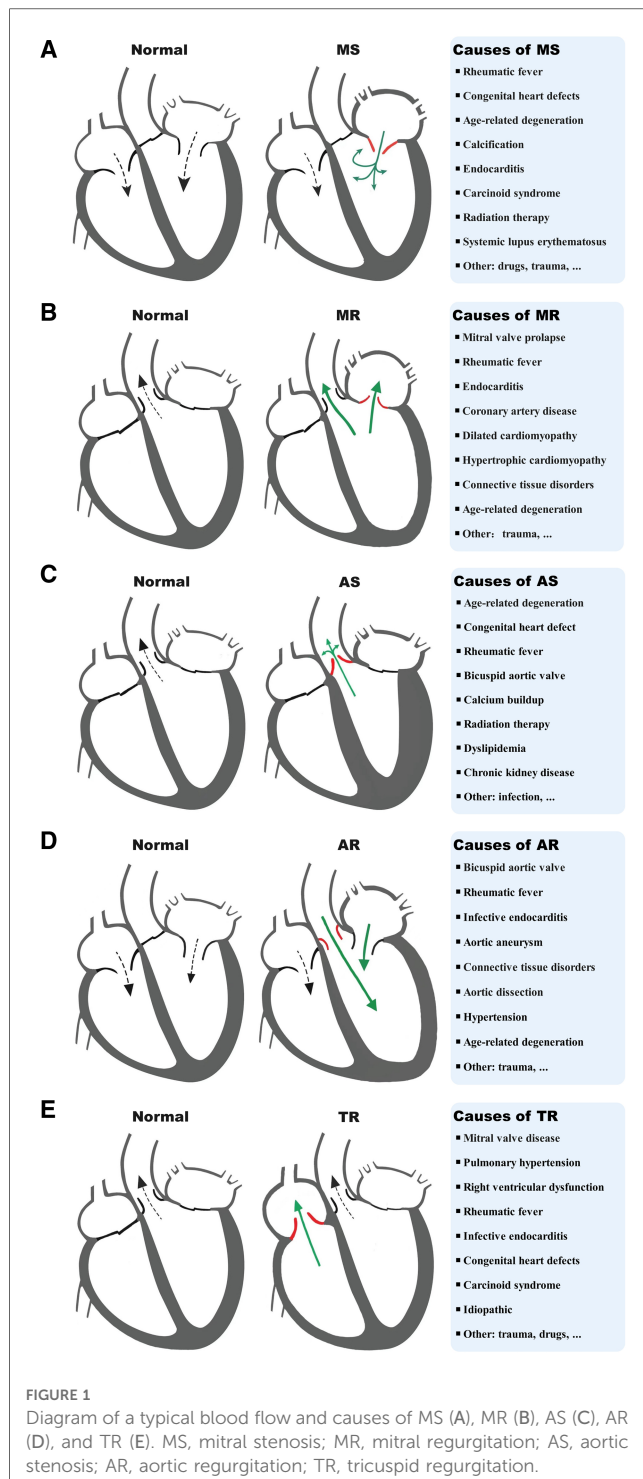 A
Normal
MS
Causes of MS
▪ Rheumatic fever
▪ Congenital heart defects
▪ Age-related degeneration
▪ Calcification
▪ Endocarditis
▪ Carcinoid syndrome
▪ Radiation therapy
▪ Systemic lupus erythematosus
▪ Other: drugs, trauma, ...
B
Normal
MR
Causes of MR
▪ Mitral valve prolapse
▪ Rheumatic fever
▪ Endocarditis
▪ Coronary artery disease
▪ Dilated cardiomyopathy
▪ Hypertrophic cardiomyopathy
▪ Connective tissue disorders
▪ Age-related degeneration
▪ Other： trauma, ...
C
Normal
AS
Causes of AS
▪ Age-related degeneration
▪ Congenital heart defect
▪ Rheumatic fever
▪ Bicuspid aortic valve
▪ Calcium buildup
▪ Radiation therapy
▪ Dyslipidemia
▪ Chronic kidney disease
▪ Other: infection, ...
D
Normal
AR
Causes of AR
▪ Bicuspid aortic valve
▪ Rheumatic fever
▪ Infective endocarditis
▪ Aortic aneurysm
▪ Connective tissue disorders
▪ Aortic dissection
▪ Hypertension
▪ Age-related degeneration
▪ Other: trauma, ...
E
Normal
TR
Causes of TR
▪ Mitral valve disease
▪ Pulmonary hypertension
▪ Right ventricular dysfunction
▪ Rheumatic fever
▪ Infective endocarditis
▪ Congenital heart defects
▪ Carcinoid syndrome
▪ Idiopathic
▪ Other: trauma, drugs, ...
FIGURE 1
Diagram of a typical blood flow and causes of MS (A), MR (B), AS (C), AR
(D), and TR (E). MS, mitral stenosis; MR, mitral regurgitation; AS, aortic
stenosis; AR, aortic regurgitation; TR, tricuspid regurgitation.